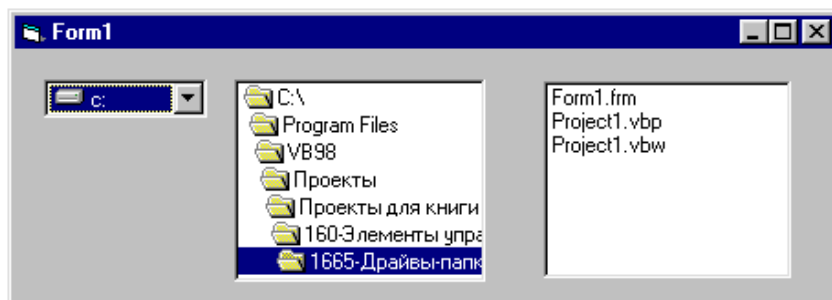 Form1
c:
C:\
Program Files
VB98
Проекты
Проекты для книги
160-Элементы упра
1665-Драйвы-папк
Form1.frm
Project1.vbp
Project1.vbw